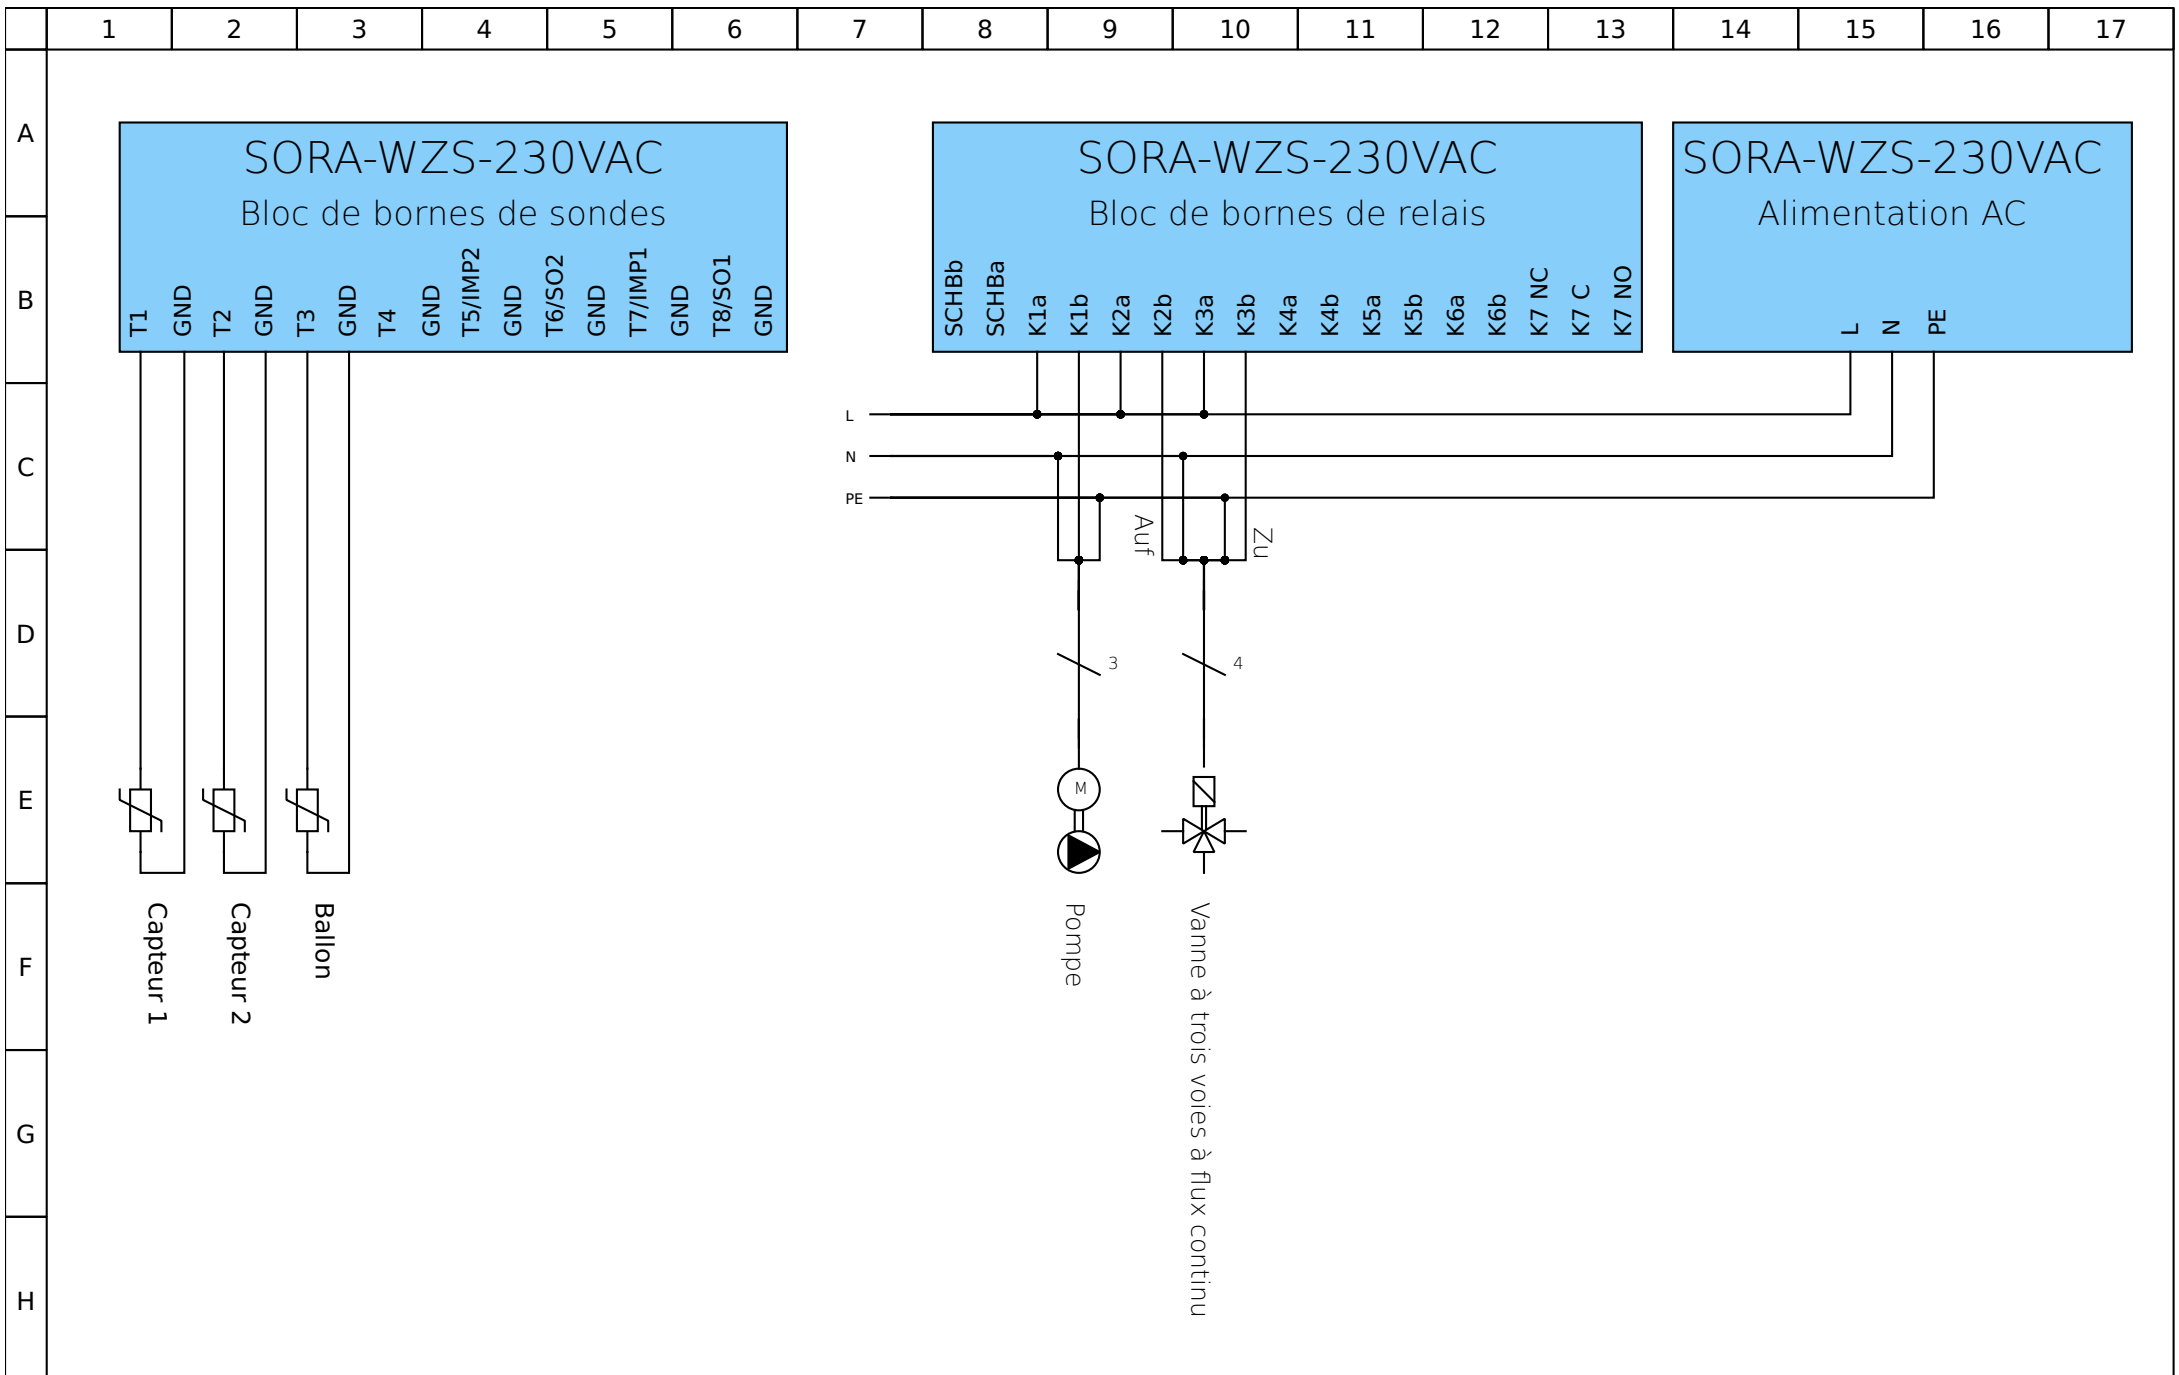 1 2 3 4 5 6 7 8 9 10 11 12 13 14 15 16 17
A
B
C
D
E
F
G
H
SORA-WZS-230VAC
Bloc de bornes de sondes
T1 GND T2 GND T3 GND T4 GND T5/IMP2 GND T6/SO2 GND T7/IMP1 GND T8/SO1 GND
SORA-WZS-230VAC
Bloc de bornes de relais
SCHBb SCHBa K1a K1b K2a K2b K3a K3b K4a K4b K5a K5b K6a K6b K7 NC K7 C K7 NO
SORA-WZS-230VAC
Alimentation AC
L N PE
L
N
PE
Auf
Zu
3
4
M
Capteur 1
Capteur 2
Ballon
Pompe
Vanne à trois voies à flux continu